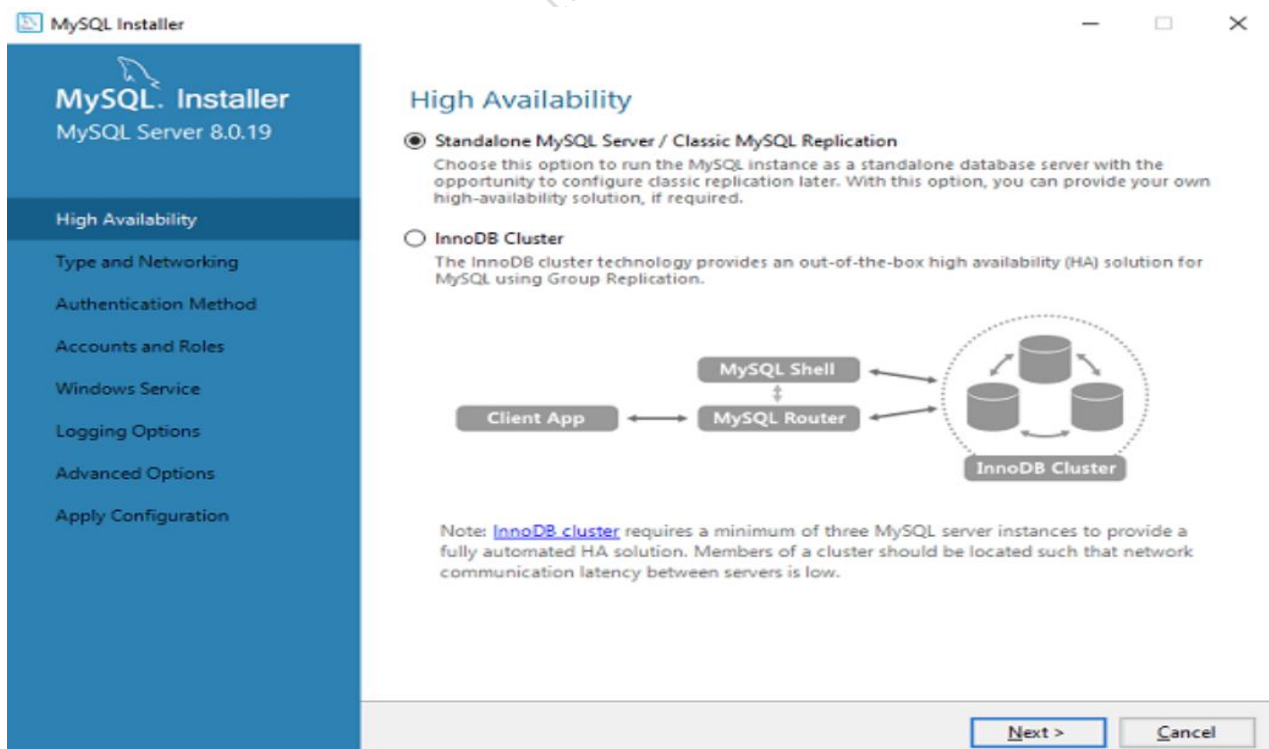 MySQL Installer
MySQL. Installer
MySQL Server 8.0.19
High Availability
Type and Networking
Authentication Method
Accounts and Roles
Windows Service
Logging Options
Advanced Options
Apply Configuration
High Availability
Standalone MySQL Server / Classic MySQL Replication
Choose this option to run the MySQL instance as a standalone database server with the
opportunity to configure classic replication later. With this option, you can provide your own
high-availability solution, if required.
InnoDB Cluster
The InnoDB cluster technology provides an out-of-the-box high availability (HA) solution for
MySQL using Group Replication.
MySQL Shell
Client App
MySQL Router
InnoDB Cluster
Note: InnoDB cluster requires a minimum of three MySQL server instances to provide a
fully automated HA solution. Members of a cluster should be located such that network
communication latency between servers is low.
Next >
Cancel